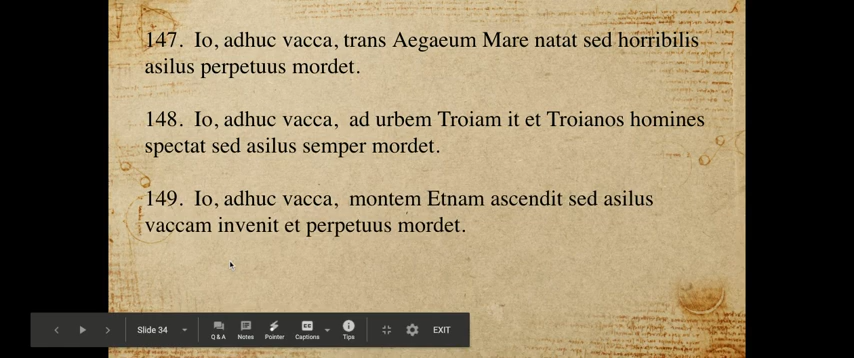 147. Io, adhuc vacca, trans Aegaeum Mare natat sed horribilis
asilus perpetuus mordet.
148. Io, adhuc vacca, ad urbem Troiam it et Troianos homines
spectat sed asilus semper mordet.
149. Io, adhuc vacca, montem Etnam ascendit sed asilus
vaccam invenit et perpetuus mordet.
Slide 34
Q & A Notes Pointer Captions Tips EXIT